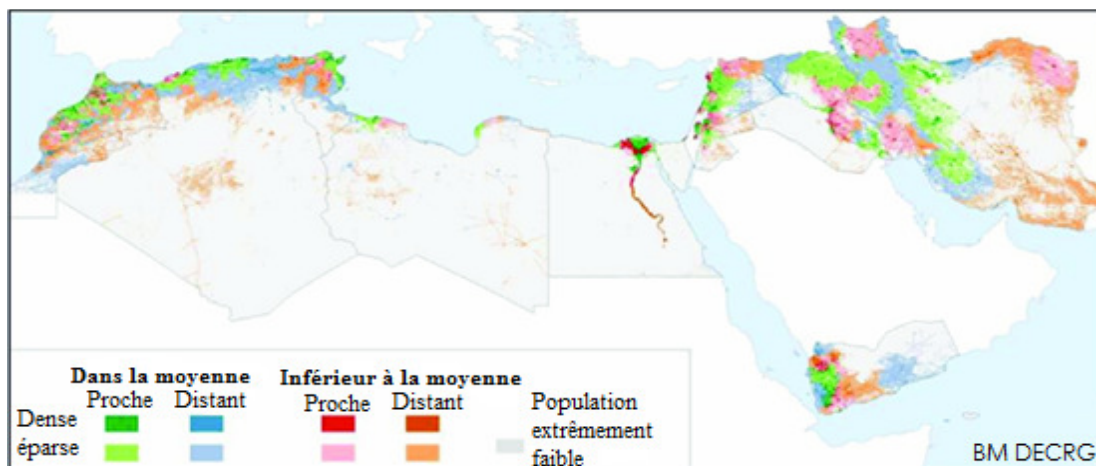 Dans la moyenne Inférieur à la moyenne
Proche Distant Proche Distant
Dense
éparse
Population
extrêmement
faible
BM DECRG